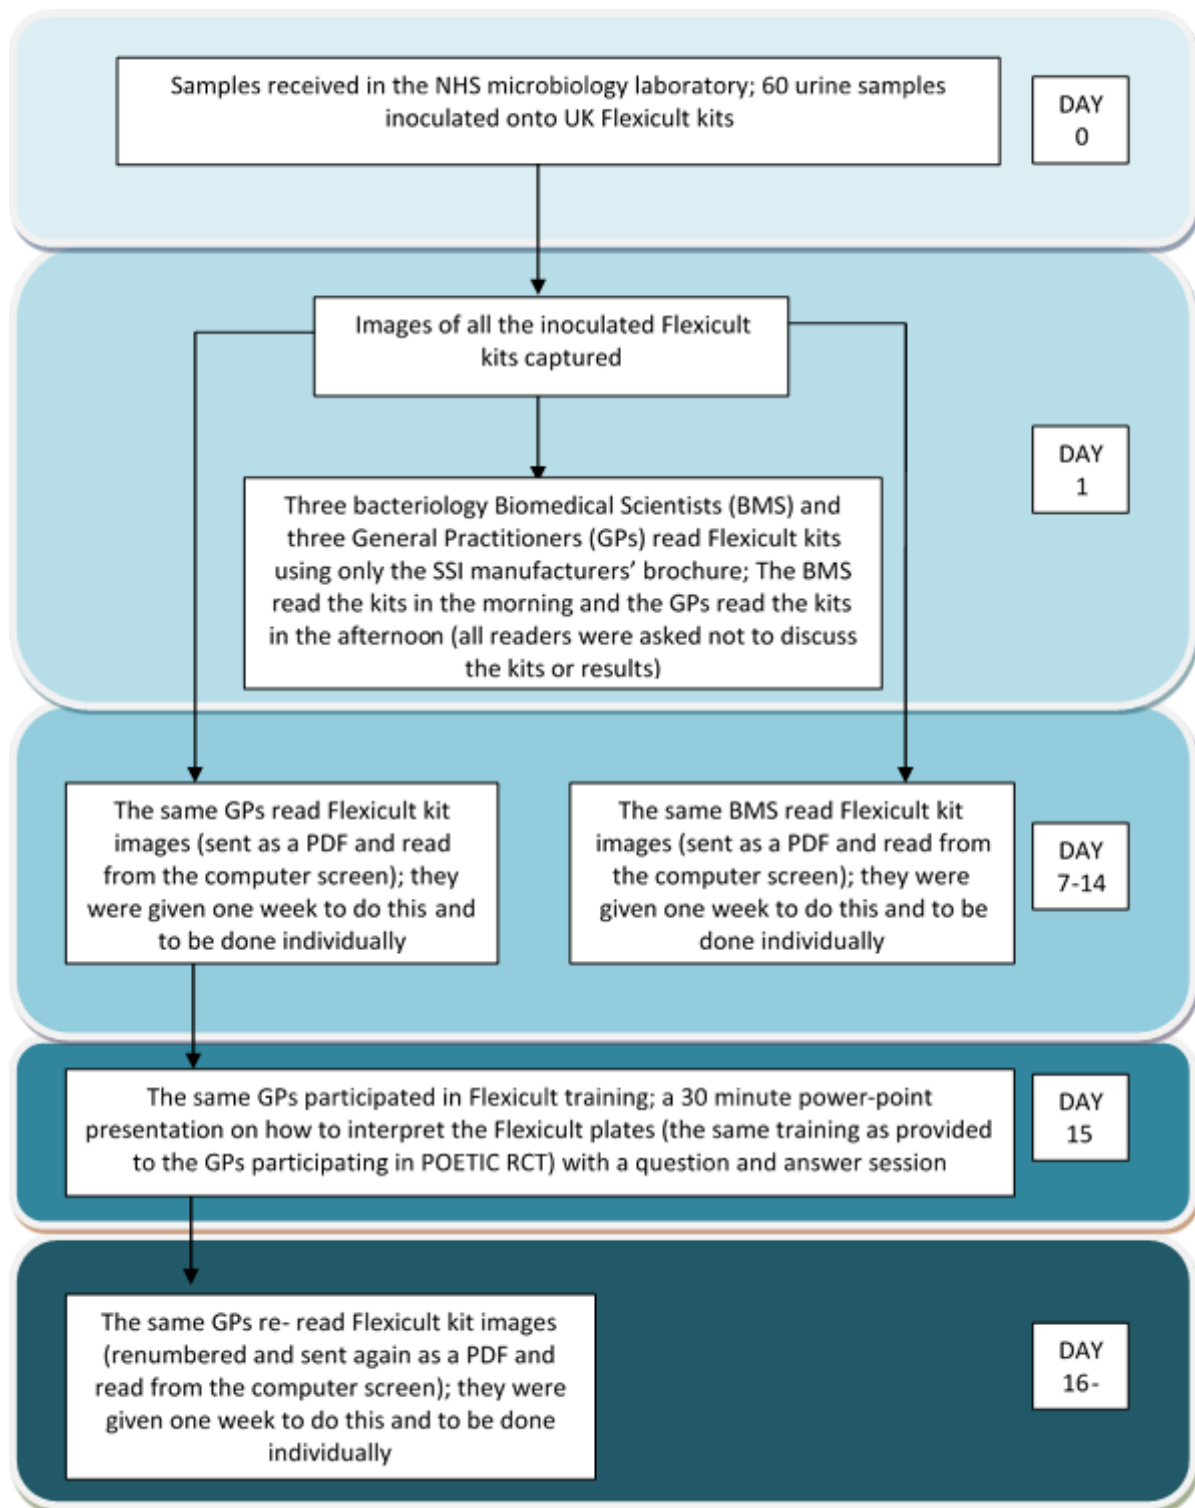 Samples received in the NHS microbiology laboratory; 60 urine samples
inoculated onto UK Flexicult kits
DAY
0
Images of all the inoculated Flexicult
kits captured
Three bacteriology Biomedical Scientists (BMS) and
three General Practitioners (GPs) read Flexicult kits
using only the SSI manufacturers’ brochure; The BMS
read the kits in the morning and the GPs read the kits
in the afternoon (all readers were asked not to discuss
the kits or results)
DAY
1
The same GPs read Flexicult kit
images (sent as a PDF and read
from the computer screen); they
were given one week to do this and
to be done individually
The same BMS read Flexicult kit
images (sent as a PDF and read from
the computer screen); they were
given one week to do this and to be
done individually
DAY
7-14
The same GPs participated in Flexicult training; a 30 minute power-point
presentation on how to interpret the Flexicult plates (the same training as provided
to the GPs participating in POETIC RCT) with a question and answer session
DAY
15
The same GPs re- read Flexicult kit images
(renumbered and sent again as a PDF and
read from the computer screen); they were
given one week to do this and to be done
individually
DAY
16-